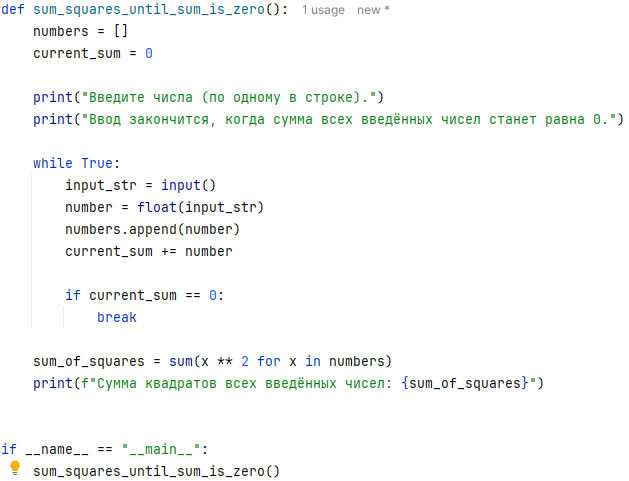 def sum_squares_until_sum_is_zero(): 1 usage new *
    numbers = []
    current_sum = 0

    print("Введите числа (по одному в строке).")
    print("Ввод закончится, когда сумма всех введённых чисел станет равна 0.")

    while True:
        input_str = input()
        number = float(input_str)
        numbers.append(number)
        current_sum += number

        if current_sum == 0:
            break

    sum_of_squares = sum(x ** 2 for x in numbers)
    print(f"Сумма квадратов всех введённых чисел: {sum_of_squares}")


if __name__ == "__main__":
    sum_squares_until_sum_is_zero()